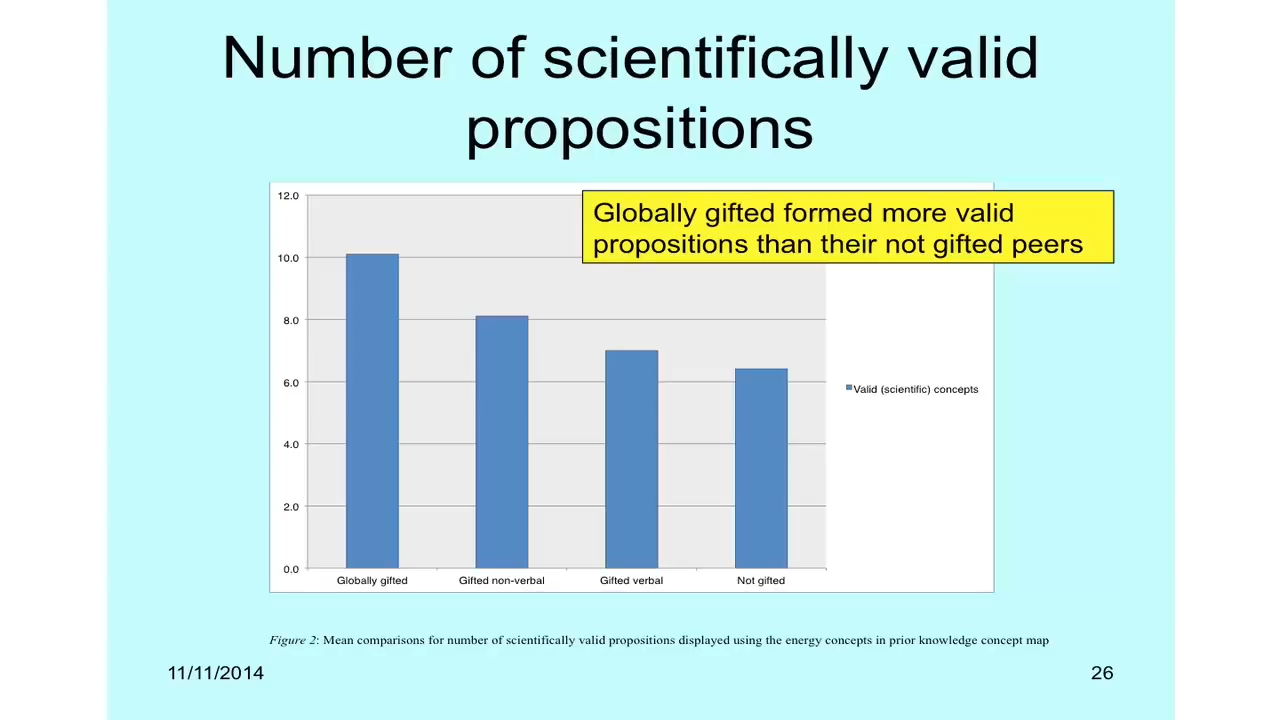 Number of scientifically valid
propositions
Globally gifted formed more valid
propositions than their not gifted peers
12.0
10.0
8.0
6.0
4.0
2.0
0.0
Valid (scientific) concepts
Globally gifted
Gifted non-verbal
Gifted verbal
Not gifted
Figure 2: Mean comparisons for number of scientifically valid propositions displayed using the energy concepts in prior knowledge concept map
11/11/2014
26